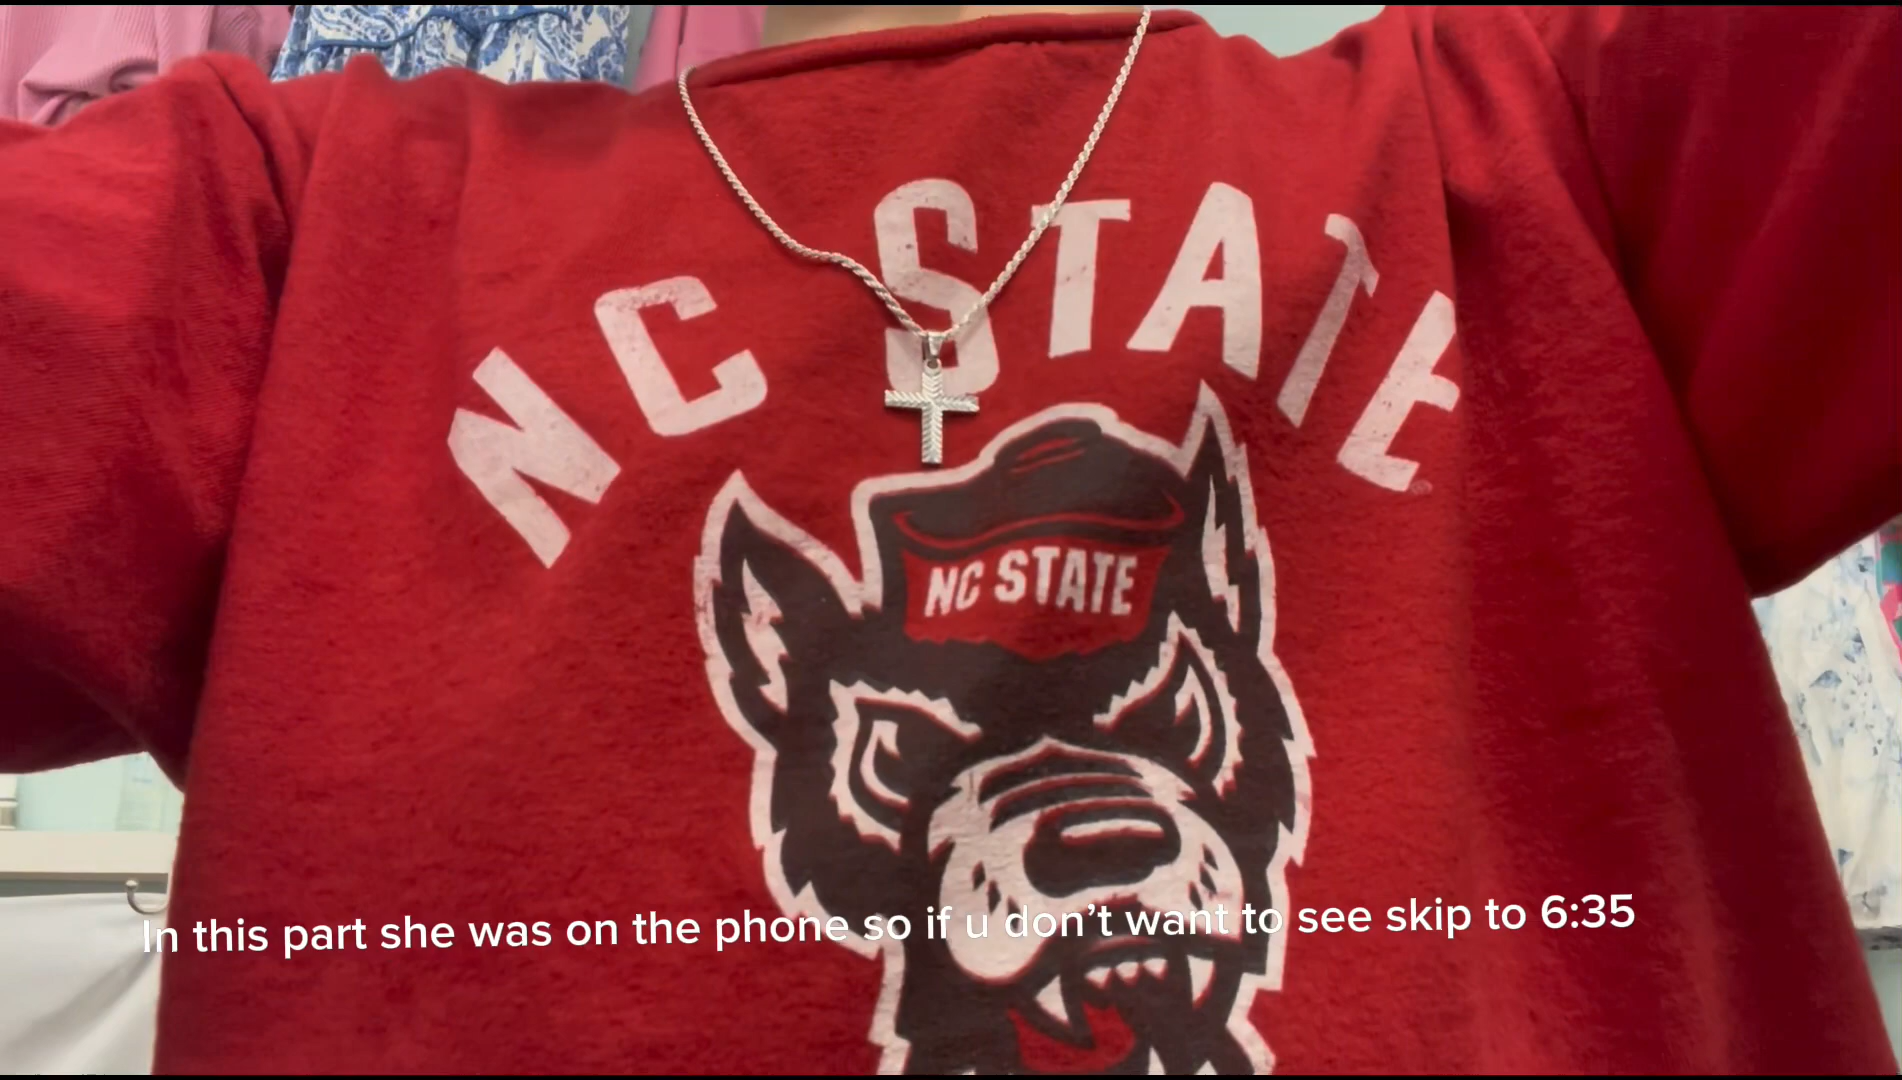 NC STATE
NC STATE
In this part she was on the phone so if u don't want to see skip to 6:35